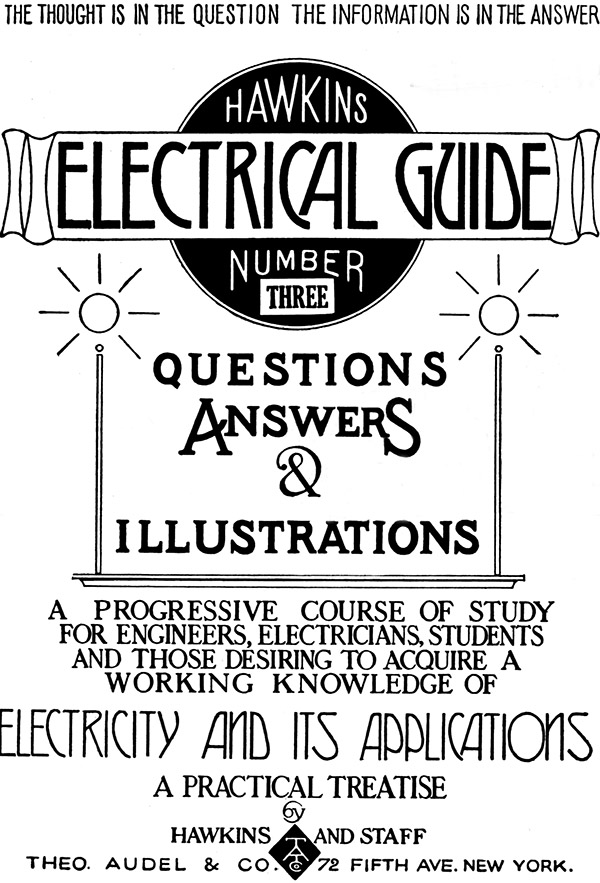 THE THOUGHT IS IN THE QUESTION THE INFORMATION IS IN THE ANSWER
HAWKINS
ELECTRICAL GUIDE
NUMBER
THREE
QUESTIONS
ANSWERS
&
ILLUSTRATIONS
A PROGRESSIVE COURSE OF STUDY
FOR ENGINEERS, ELECTRICIANS, STUDENTS
AND THOSE DESIRING TO ACQUIRE A
WORKING KNOWLEDGE OF
ELECTRICITY AND ITS APPLICATIONS
A PRACTICAL TREATISE
by
HAWKINS AND STAFF
THEO. AUDEL & CO. 72 FIFTH AVE. NEW YORK.